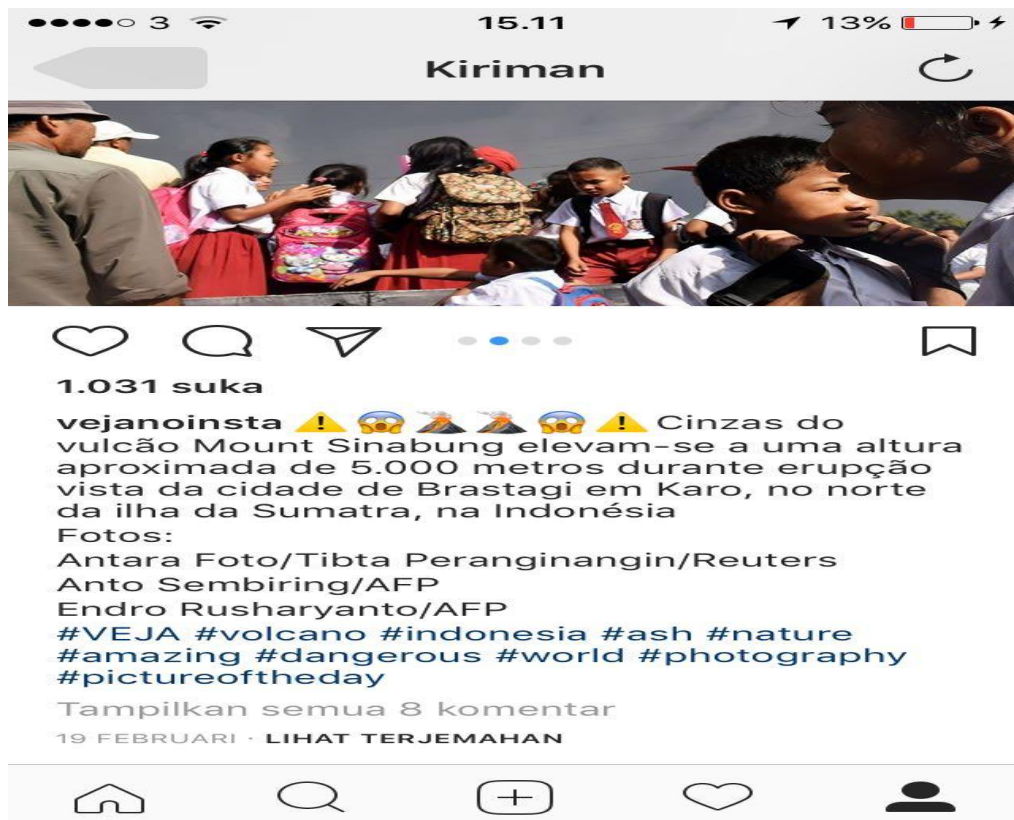 3 15.11 13%
Kiriman
1.031 suka
vejanoinsta ⚠️😱🌋🌋😱⚠️ Cinzas do
vulcão Mount Sinabung elevam-se a uma altura
aproximada de 5.000 metros durante erupção
vista da cidade de Brastagi em Karo, no norte
da ilha da Sumatra, na Indonésia
Fotos:
Antara Foto/Tibta Peranginangin/Reuters
Anto Sembiring/AFP
Endro Rusharyanto/AFP
#VEJA #volcano #indonesia #ash #nature
#amazing #dangerous #world #photography
#pictureoftheday
Tampilkan semua 8 komentar
19 FEBRUARI · LIHAT TERJEMAHAN